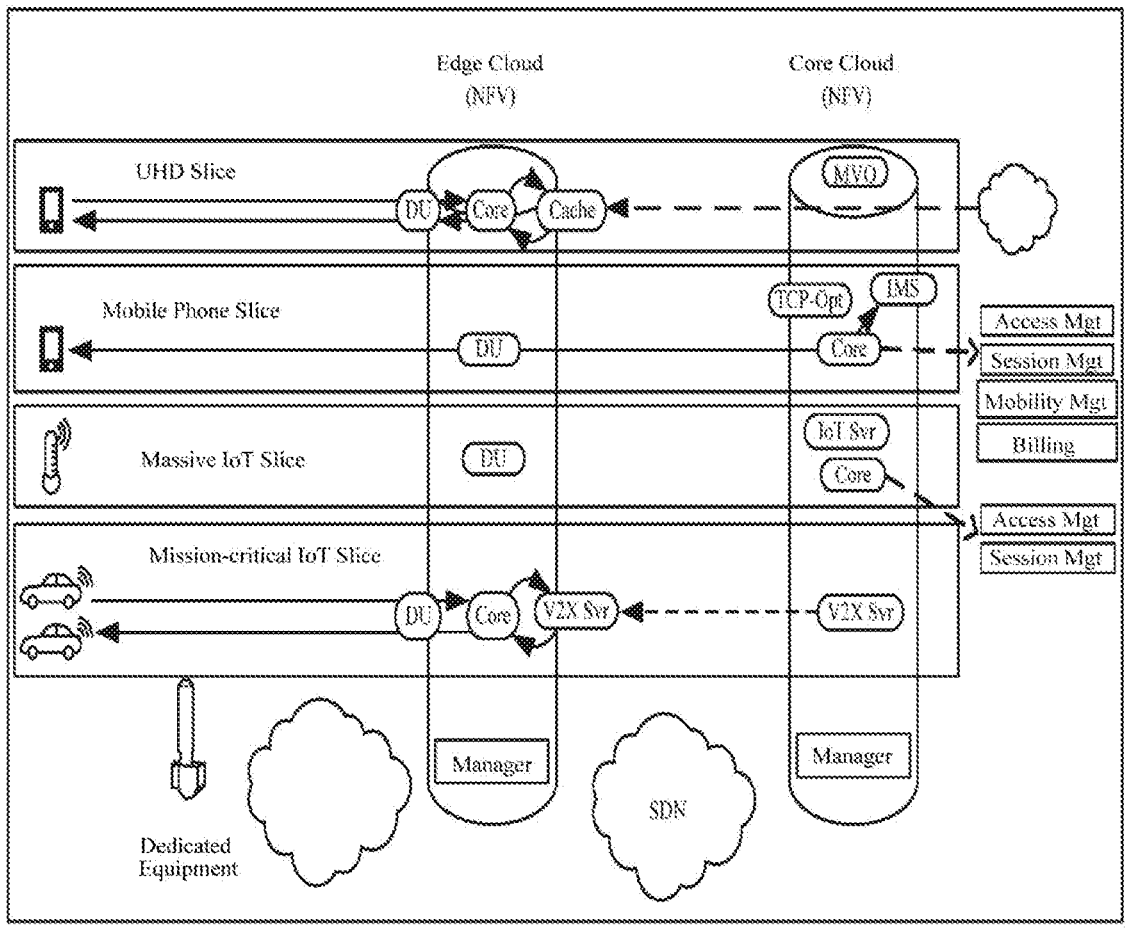 Edge Cloud
(NFV)
Core Cloud
(NFV)
UHD Slice
DU
Core
Cache
MVO
Mobile Phone Slice
DU
TCP-Opt
IMS
Core
Access Mgt
Session Mgt
Mobility Mgt
Billing
Massive IoT Slice
DU
IoT Svr
Core
Access Mgt
Session Mgt
Mission-critical IoT Slice
DU
Core
V2X Svr
V2X Svr
Manager
Manager
SDN
Dedicated
Equipment